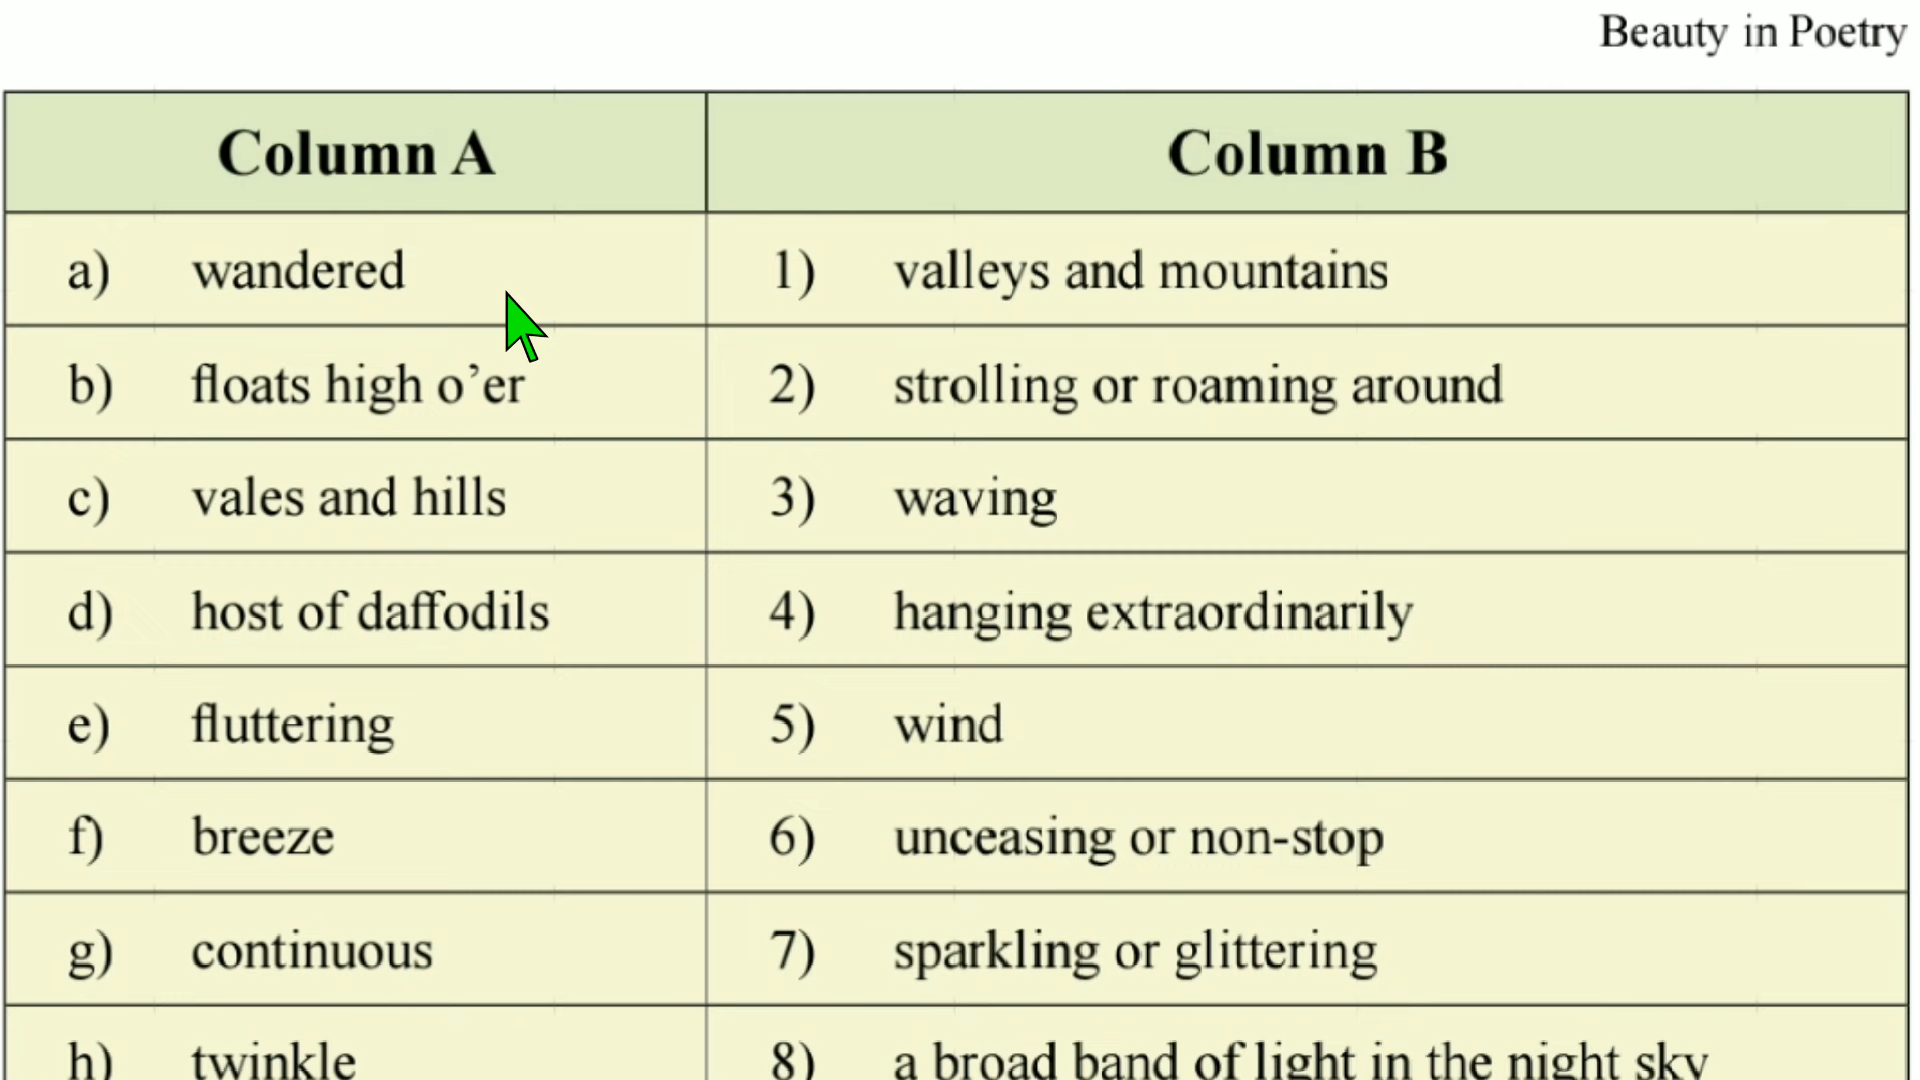 Beauty in Poetry
Column A Column B
a) wandered 1) valleys and mountains
b) floats high o’er 2) strolling or roaming around
c) vales and hills 3) waving
d) host of daffodils 4) hanging extraordinarily
e) fluttering 5) wind
f) breeze 6) unceasing or non-stop
g) continuous 7) sparkling or glittering
h) twinkle 8) a broad band of light in the night sky